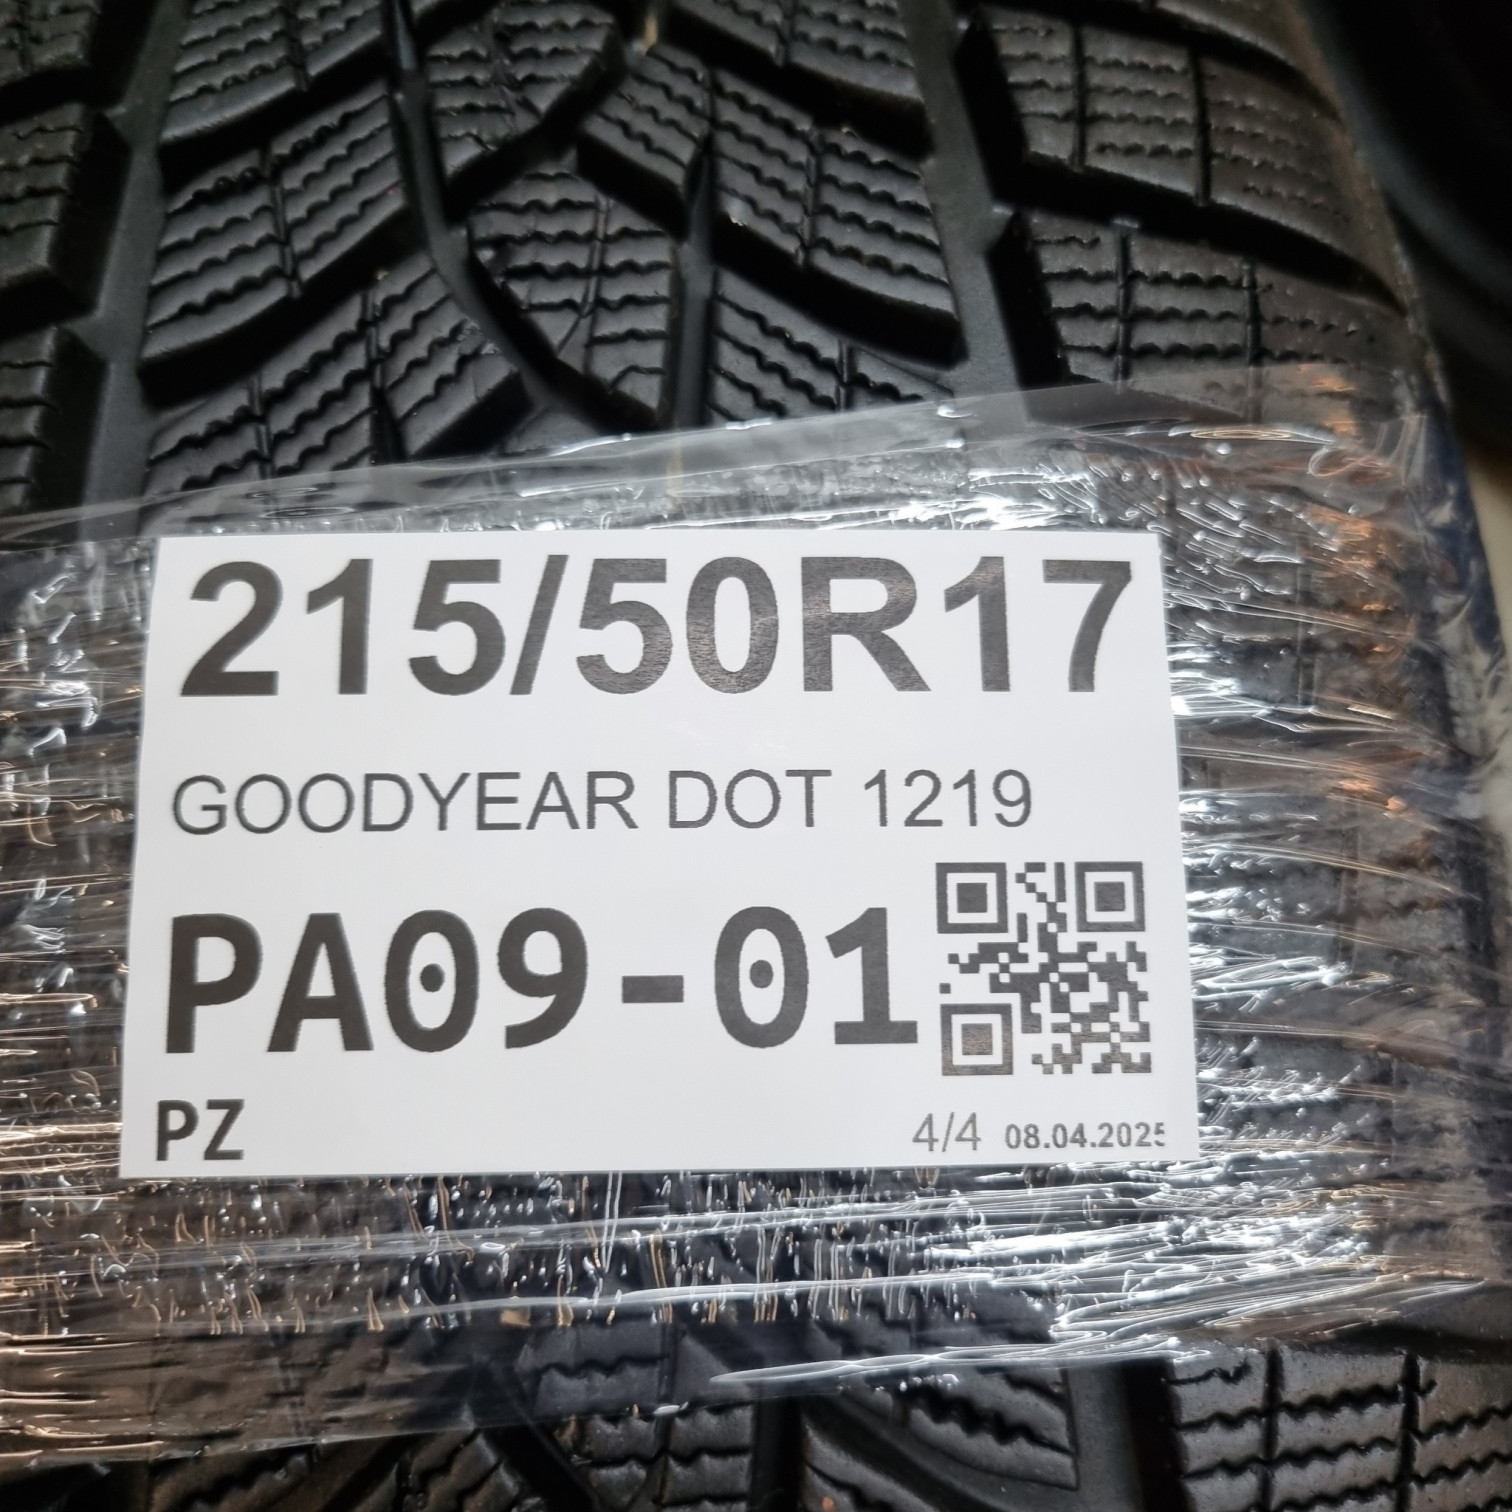 215/50R17
GOODYEAR DOT 1219
PA09-01
PZ
4/4 08.04.2025